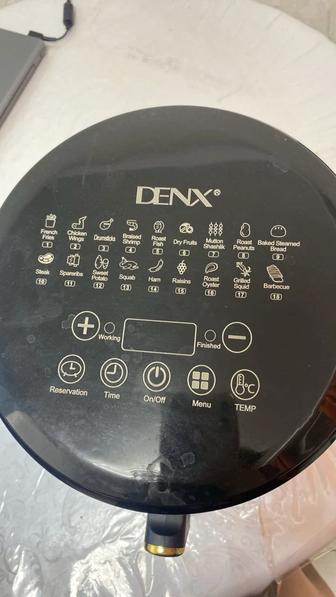 DENX®
French Fries 1
Chicken Wings 2
Drumsticks 3
Braised Shrimp 4
Roast Fish 5
Dry Fruits 6
Mutton Shashlik 7
Roast Peanuts 8
Baked Steamed Bread 9
Steak 10
Spareribs 11
Sweet Potato 12
Squab 13
Ham 14
Raisins 15
Roast Oyster 16
Grilled Squid 17
Barbecue 18
+ Working Finished −
Reservation Time On/Off Menu TEMP
°C